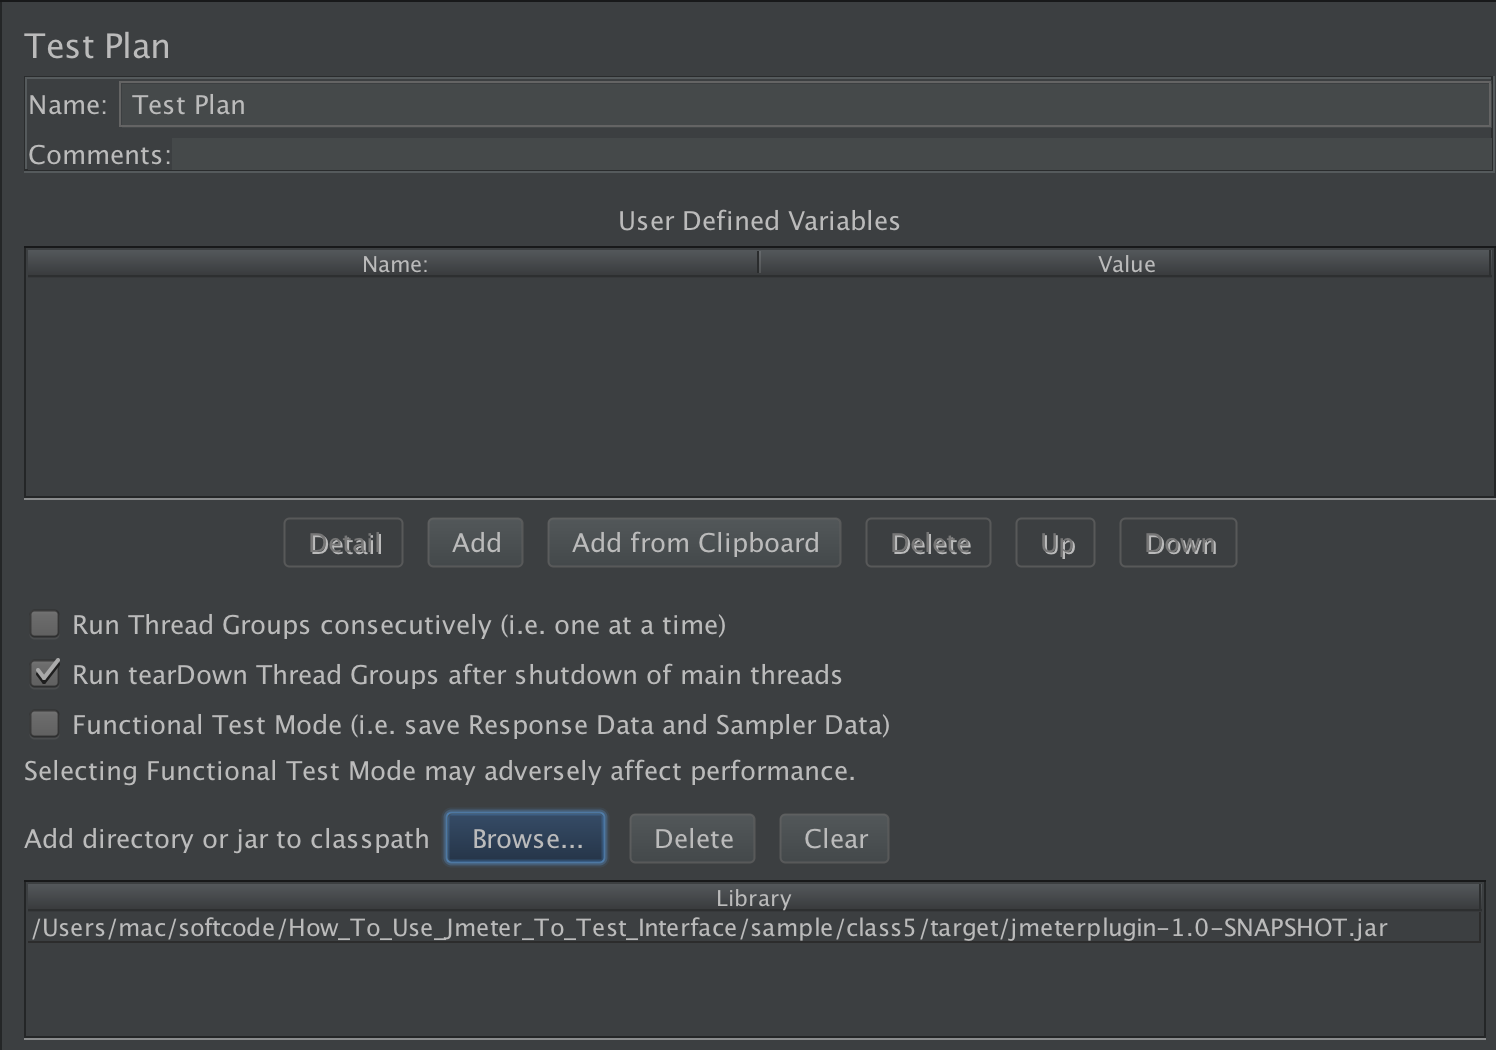 Test Plan
Name: Test Plan
Comments:
User Defined Variables
Name: Value
Detail Add Add from Clipboard Delete Up Down
Run Thread Groups consecutively (i.e. one at a time)
Run tearDown Thread Groups after shutdown of main threads
Functional Test Mode (i.e. save Response Data and Sampler Data)
Selecting Functional Test Mode may adversely affect performance.
Add directory or jar to classpath Browse... Delete Clear
Library
/Users/mac/softcode/How_To_Use_Jmeter_To_Test_Interface/sample/class5/target/jmeterplugin-1.0-SNAPSHOT.jar